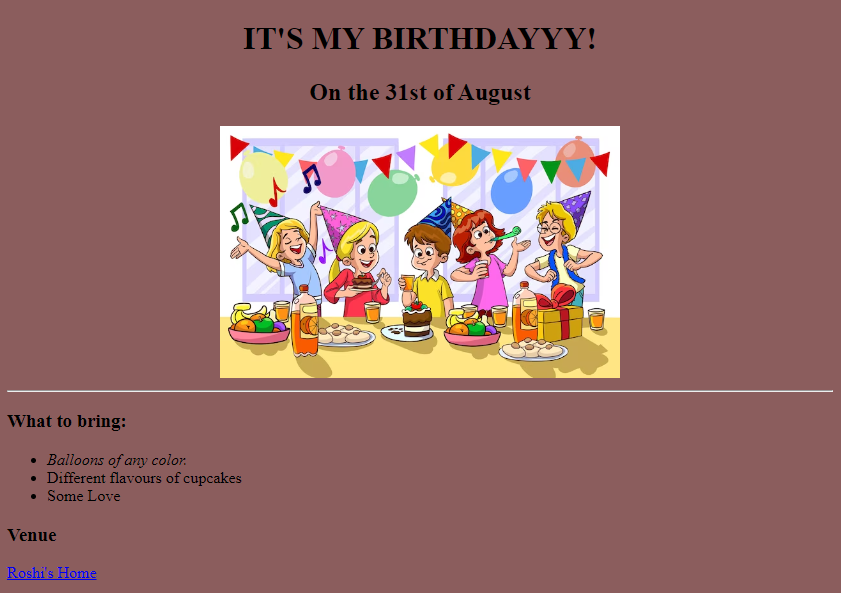 IT'S MY BIRTHDAYYY!
On the 31st of August
What to bring:
Balloons of any color.
Different flavours of cupcakes
Some Love
Venue
Roshi's Home